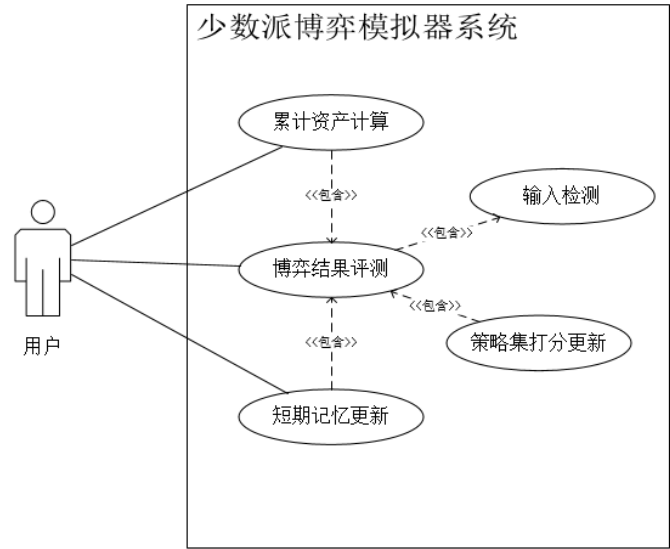 少数派博弈模拟器系统
累计资产计算
<<包含>>
输入检测
<<包含>>
博弈结果评测
<<包含>>
策略集打分更新
<<包含>>
用户
短期记忆更新